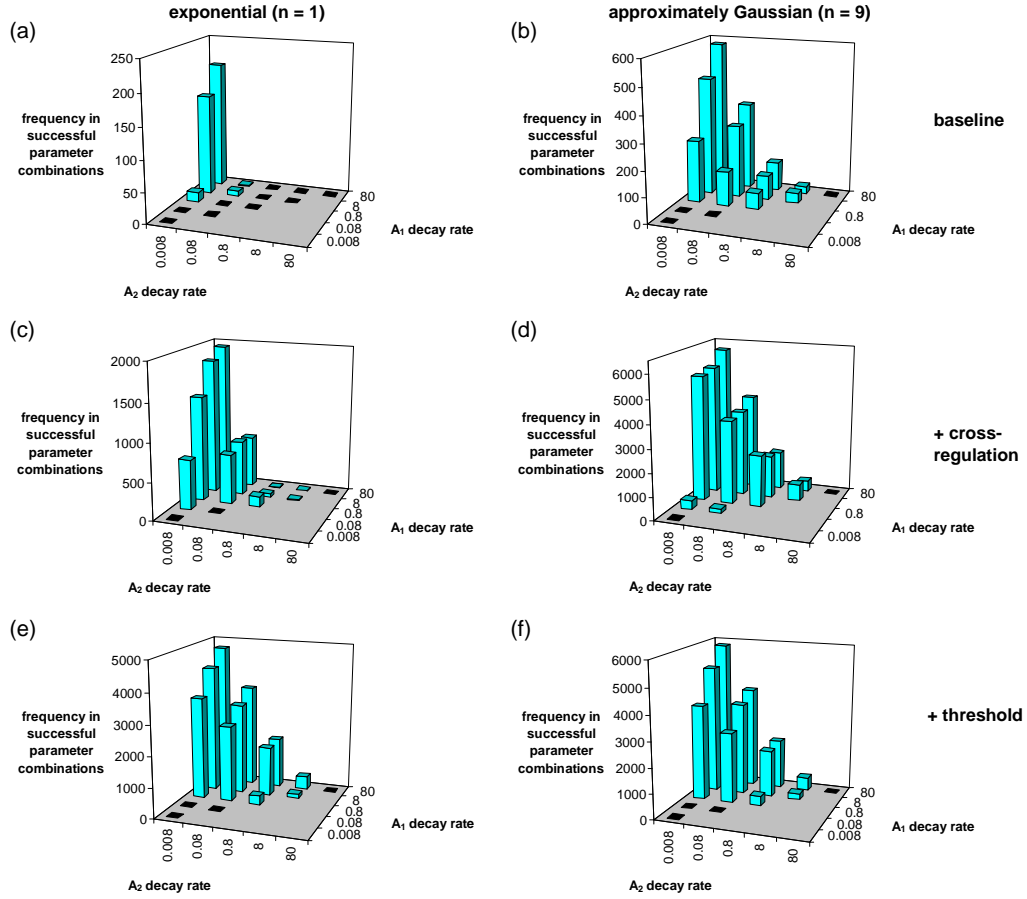 exponential (n = 1)
approximately Gaussian (n = 9)
(a)
250
200
150
100
50
0
frequency in
successful
parameter
combinations
0.008
0.08
0.8
8
80
A2 decay rate
80
8
0.8
0.08
0.008
A1 decay rate
(b)
600
500
400
300
200
100
0
frequency in
successful
parameter
combinations
0.008
0.08
0.8
8
80
A2 decay rate
80
8
0.8
0.08
0.008
A1 decay rate
baseline
(c)
2000
1500
1000
500
0
frequency in
successful
parameter
combinations
0.008
0.08
0.8
8
80
A2 decay rate
80
8
0.8
0.08
0.008
A1 decay rate
(d)
6000
5000
4000
3000
2000
1000
0
frequency in
successful
parameter
combinations
0.008
0.08
0.8
8
80
A2 decay rate
80
8
0.8
0.08
0.008
A1 decay rate
+ cross-
regulation
(e)
5000
4000
3000
2000
1000
0
frequency in
successful
parameter
combinations
0.008
0.08
0.8
8
80
A2 decay rate
80
8
0.8
0.08
0.008
A1 decay rate
(f)
6000
5000
4000
3000
2000
1000
0
frequency in
successful
parameter
combinations
0.008
0.08
0.8
8
80
A2 decay rate
80
8
0.8
0.08
0.008
A1 decay rate
+ threshold